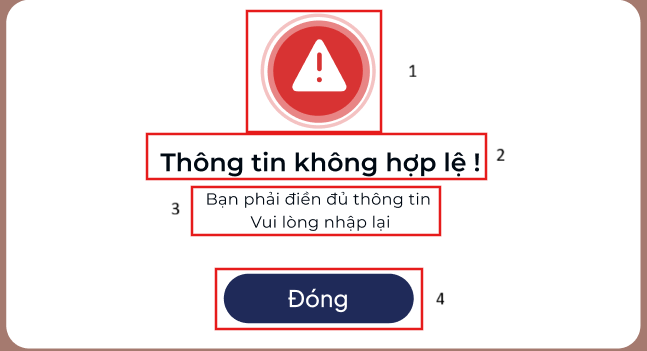 1
Thông tin không hợp lệ !
2
3
Bạn phải điền đủ thông tin
Vui lòng nhập lại
Đóng
4